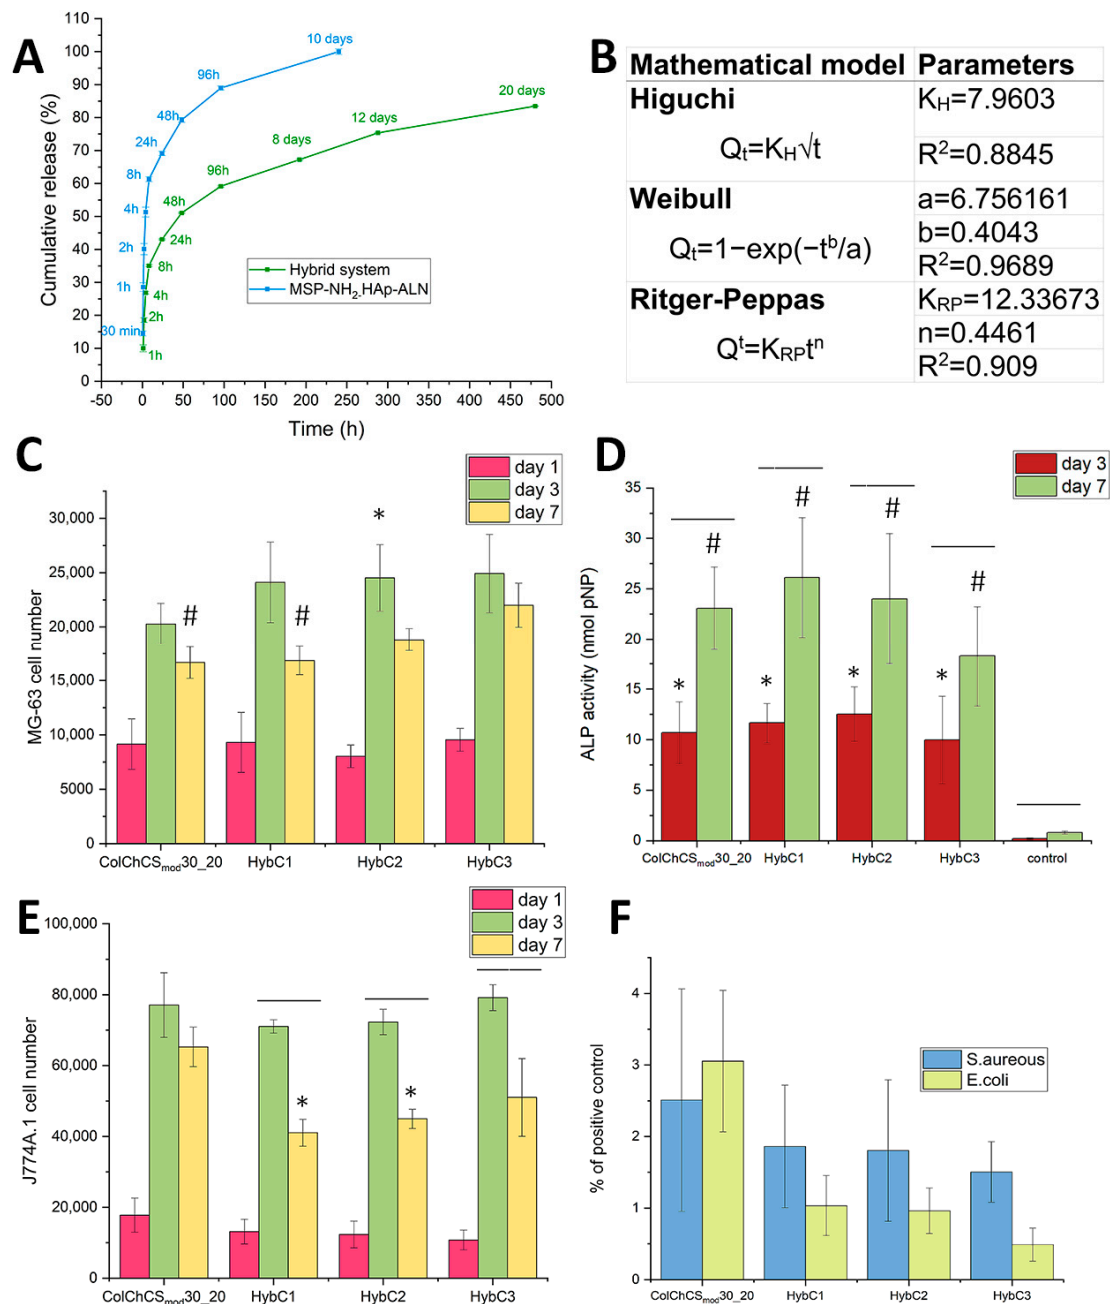 A
Cumulative release (%)
110
100
90
80
70
60
50
40
30
20
10
0
-50 0 50 100 150 200 250 300 350 400 450 500
Time (h)
10 days
96h
48h
24h
8h
4h
2h
1h
30 min
20 days
12 days
8 days
96h
48h
24h
8h
4h
2h
1h
Hybrid system
MSP-NH2-HAp-ALN
B
Mathematical model Parameters
Higuchi KH=7.9603
Qt=KH√t R²=0.8845
Weibull a=6.756161
Qt=1−exp(−t^b/a) b=0.4043
R²=0.9689
Ritger-Peppas KRP=12.33673
Q^t=KRPt^n n=0.4461
R²=0.909
C
day 1
day 3
day 7
MG-63 cell number
30,000
25,000
20,000
15,000
10,000
5000
0
# # *
ColChCSmod30_20 HybC1 HybC2 HybC3
D
day 3
day 7
ALP activity (nmol pNP)
35
30
25
20
15
10
5
0
# # # #
* * * *
ColChCSmod30_20 HybC1 HybC2 HybC3 control
E
day 1
day 3
day 7
J774A.1 cell number
100,000
80,000
60,000
40,000
20,000
0
* *
ColChCSmod30_20 HybC1 HybC2 HybC3
F
S.aureous
E.coli
% of positive control
4
3
2
1
0
ColChCSmod30_20 HybC1 HybC2 HybC3